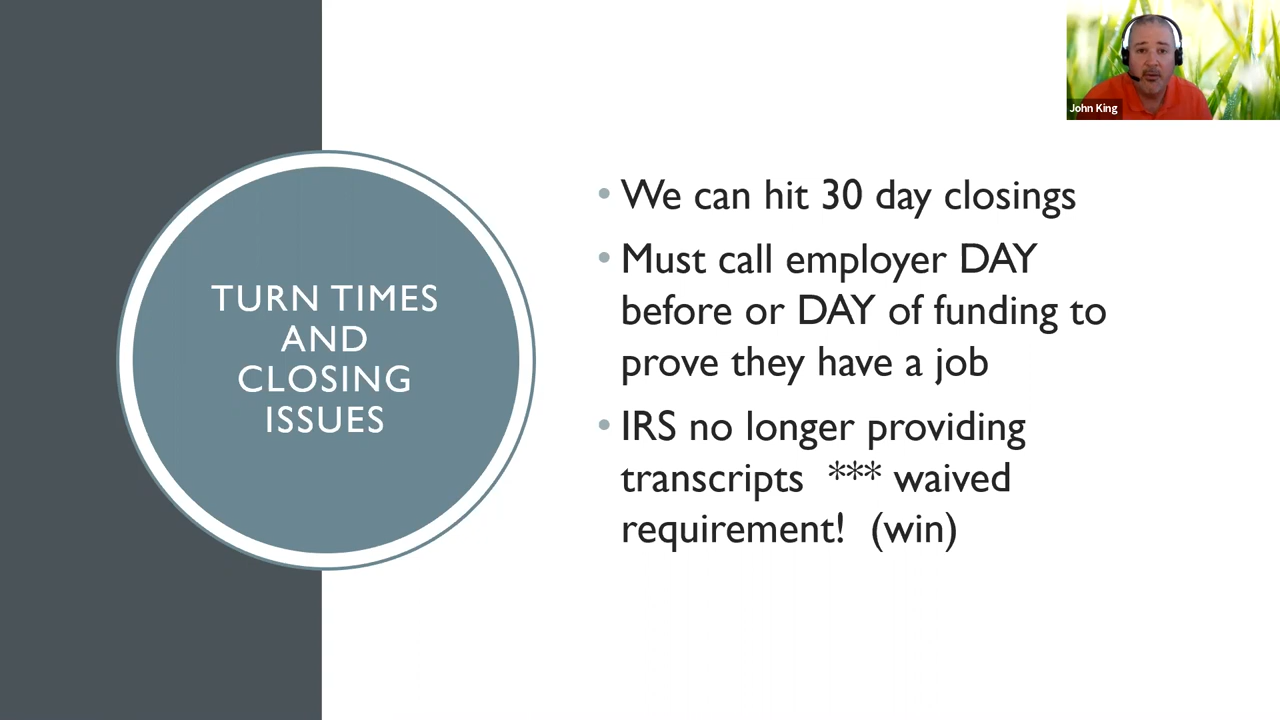 John King
TURN TIMES
AND
CLOSING
ISSUES
• We can hit 30 day closings
• Must call employer DAY
before or DAY of funding to
prove they have a job
• IRS no longer providing
transcripts *** waived
requirement! (win)